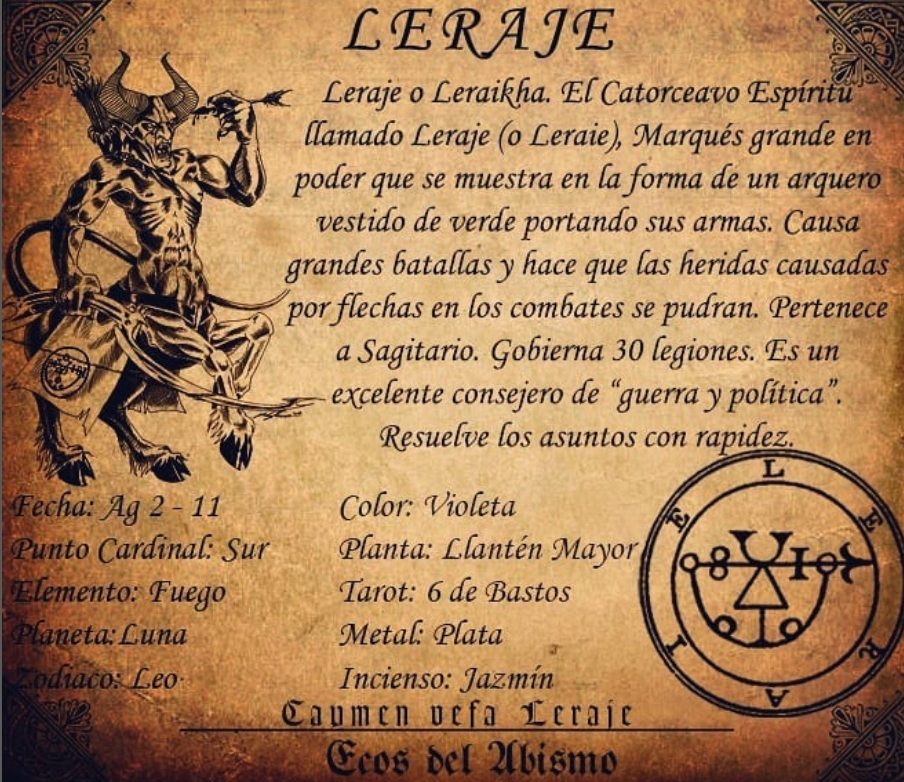 LERAJE
Leraje o Leraikha. El Catorceavo Espíritu
llamado Leraje (o Leraie), Marqués grande en
poder que se muestra en la forma de un arquero
vestido de verde portando sus armas. Causa
grandes batallas y hace que las heridas causadas
por flechas en los combates se pudran. Pertenece
a Sagitario. Gobierna 30 legiones. Es un
excelente consejero de “guerra y política”.
Resuelve los asuntos con rapidez.
Fecha: Ag 2 - 11
Punto Cardinal: Sur
Elemento: Fuego
Planeta: Luna
Zodiaco: Leo
Color: Violeta
Planta: Llantén Mayor
Tarot: 6 de Bastos
Metal: Plata
Incienso: Jazmín
L E R A I E
Caymen vefa Leraje
Ecos del Abismo